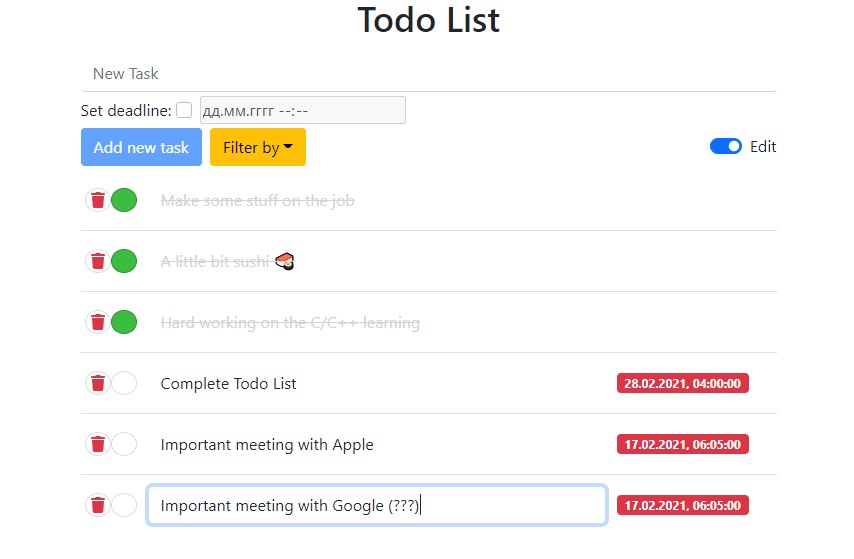 Todo List
New Task
Set deadline: дд.мм.гггг --:--
Add new task Filter by Edit
Make some stuff on the job
A little bit sushi 🍣
Hard working on the C/C++ learning
Complete Todo List 28.02.2021, 04:00:00
Important meeting with Apple 17.02.2021, 06:05:00
Important meeting with Google (???) 17.02.2021, 06:05:00